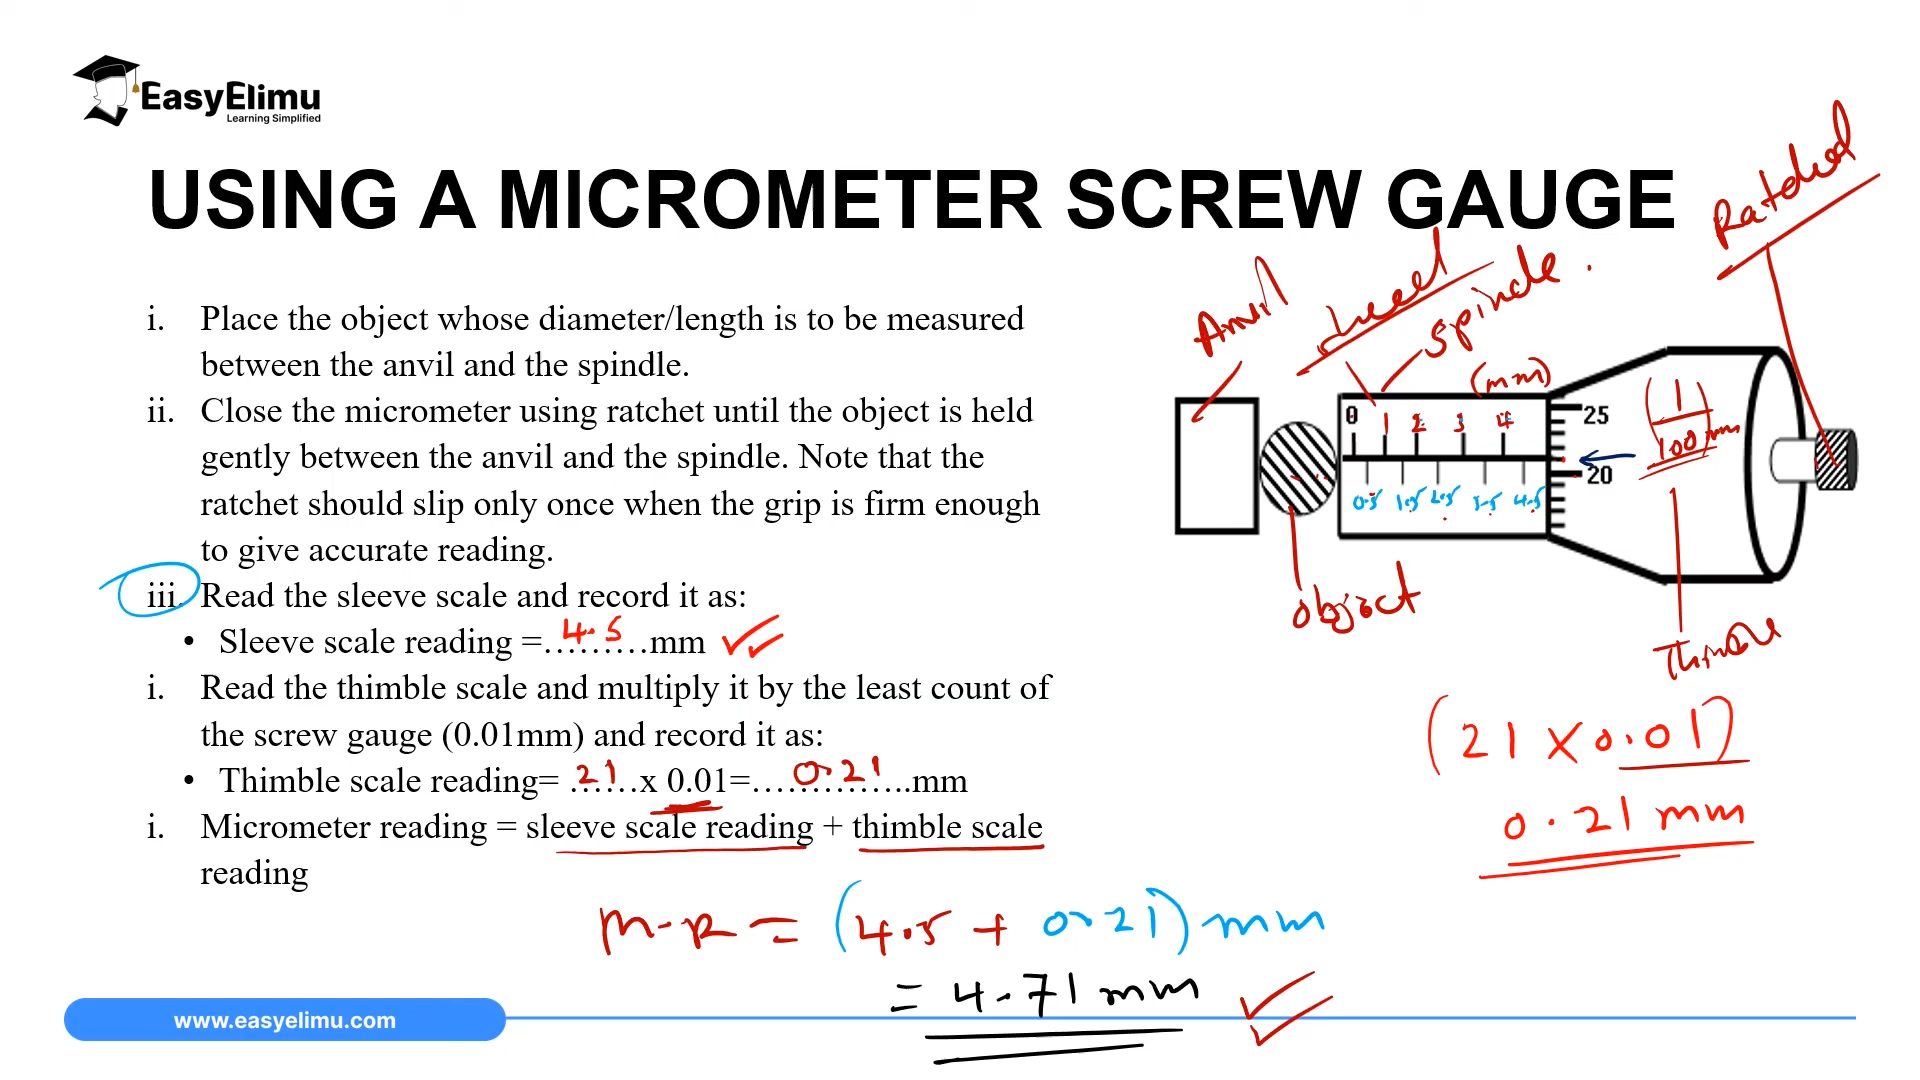 EasyElimu
Learning Simplified
USING A MICROMETER SCREW GAUGE
Ratched
Anvil
Spindle
i. Place the object whose diameter/length is to be measured
between the anvil and the spindle.
ii. Close the micrometer using ratchet until the object is held
gently between the anvil and the spindle. Note that the
ratchet should slip only once when the grip is firm enough
to give accurate reading.
iii. Read the sleeve scale and record it as:
• Sleeve scale reading =...4.5...mm
i. Read the thimble scale and multiply it by the least count of
the screw gauge (0.01mm) and record it as:
• Thimble scale reading= 21 x 0.01= 0.21 mm
i. Micrometer reading = sleeve scale reading + thimble scale
reading
(mm)
0 1 2 3 4
0.5 1.5 2.5 3.5 4.5
25
20
(1/100) mm
object
Thimble
(21 x 0.01)
0.21 mm
M.R = (4.5 + 0.21) mm
= 4.71 mm
www.easyelimu.com